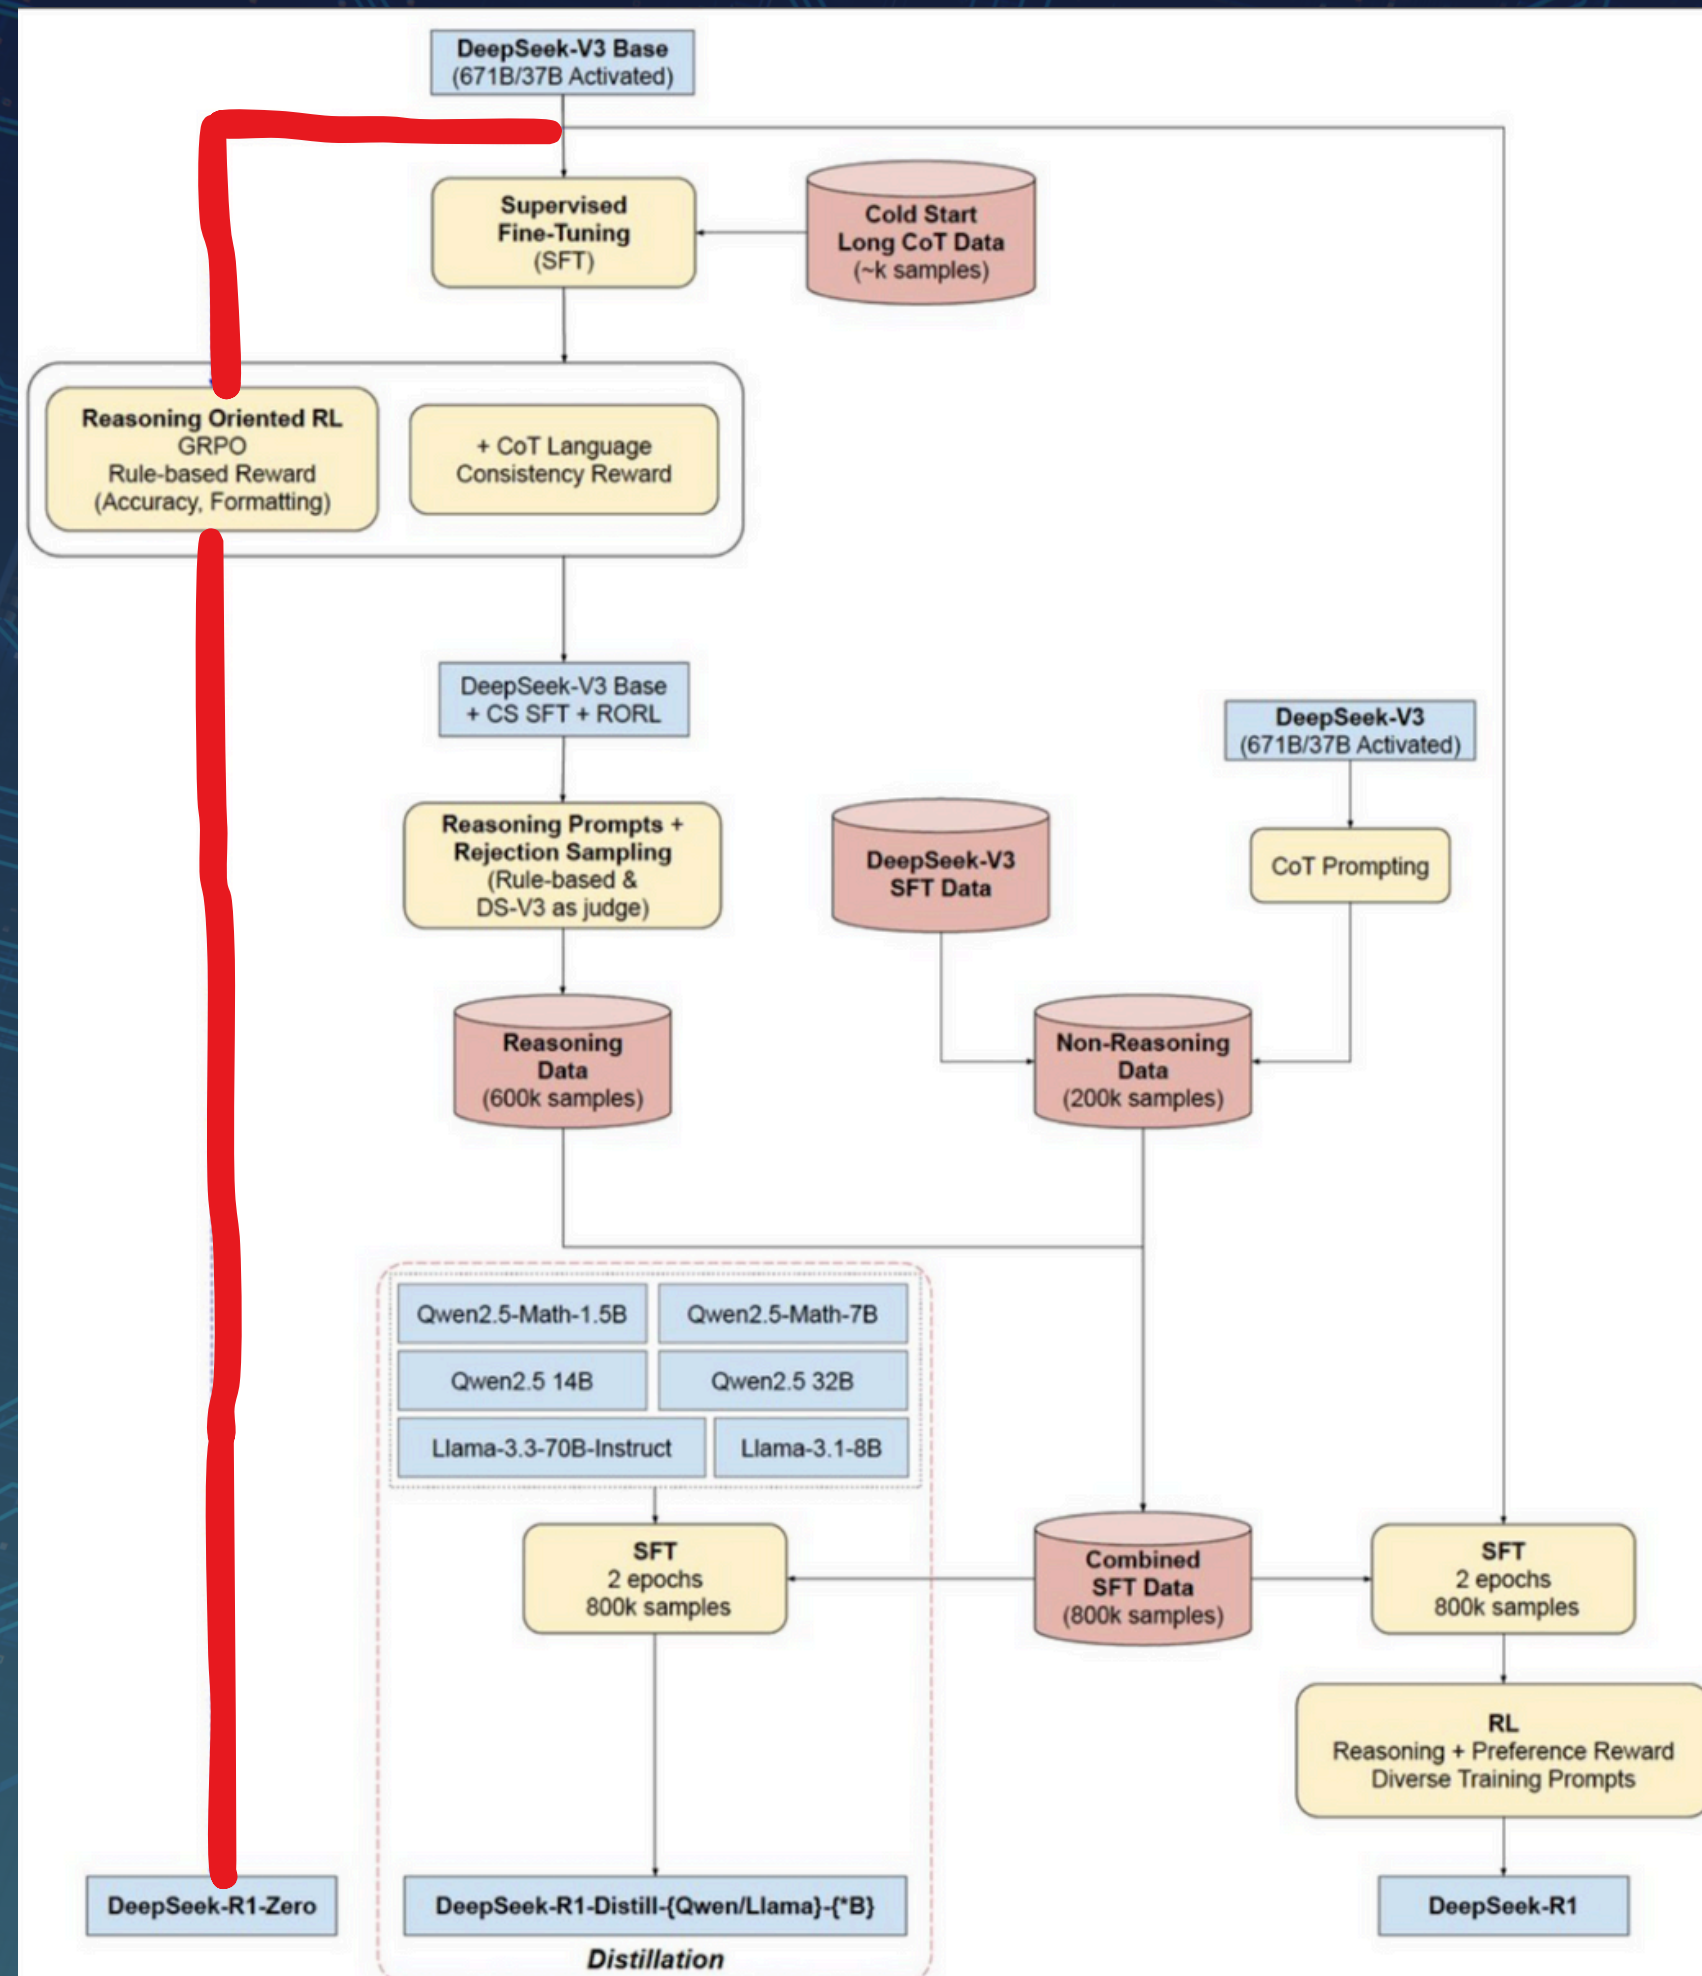 DeepSeek-V3 Base
(671B/37B Activated)
Supervised
Fine-Tuning
(SFT)
Cold Start
Long CoT Data
(~k samples)
Reasoning Oriented RL
GRPO
Rule-based Reward
(Accuracy, Formatting)
+ CoT Language
Consistency Reward
DeepSeek-V3 Base
+ CS SFT + RORL
DeepSeek-V3
(671B/37B Activated)
Reasoning Prompts +
Rejection Sampling
(Rule-based &
DS-V3 as judge)
DeepSeek-V3
SFT Data
CoT Prompting
Reasoning
Data
(600k samples)
Non-Reasoning
Data
(200k samples)
Qwen2.5-Math-1.5B
Qwen2.5-Math-7B
Qwen2.5 14B
Qwen2.5 32B
Llama-3.3-70B-Instruct
Llama-3.1-8B
SFT
2 epochs
800k samples
Combined
SFT Data
(800k samples)
SFT
2 epochs
800k samples
RL
Reasoning + Preference Reward
Diverse Training Prompts
DeepSeek-R1-Zero
DeepSeek-R1-Distill-{Qwen/Llama}-{*B}
DeepSeek-R1
Distillation